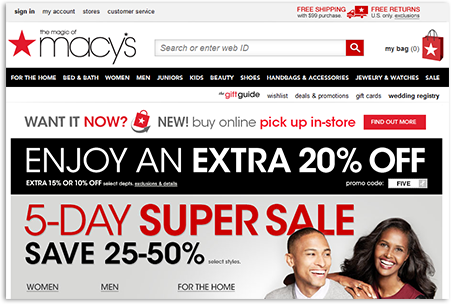 sign in my account stores customer service
FREE SHIPPING with $99 purchase
FREE RETURNS U.S. only exclusions
the magic of
macy's
Search or enter web ID
my bag (0)
FOR THE HOME BED & BATH WOMEN MEN JUNIORS KIDS BEAUTY SHOES HANDBAGS & ACCESSORIES JEWELRY & WATCHES SALE
the giftguide wishlist deals & promotions gift cards wedding registry
WANT IT NOW? NEW! buy online pick up in-store FIND OUT MORE
ENJOY AN EXTRA 20% OFF
EXTRA 15% OR 10% OFF select depts. exclusions & details promo code: FIVE
5-DAY SUPER SALE
SAVE 25-50% select styles.
WOMEN MEN FOR THE HOME